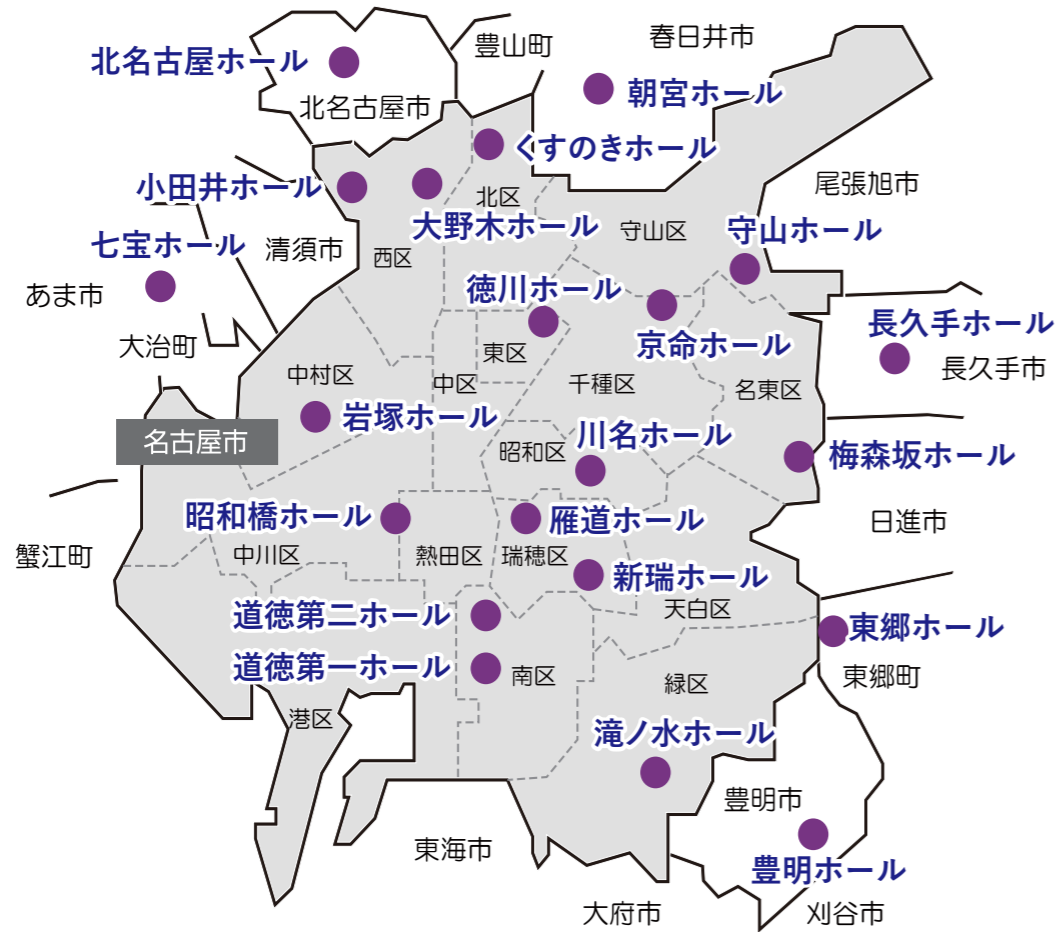 豊山町
春日井市
北名古屋ホール
朝宮ホール
北名古屋市
くすのきホール
小田井ホール
北区
尾張旭市
大野木ホール
守山区
守山ホール
七宝ホール
清須市
西区
徳川ホール
あま市
長久手ホール
大治町
東区
京命ホール
長久手市
中村区
中区
千種区
名東区
岩塚ホール
川名ホール
名古屋市
昭和区
梅森坂ホール
昭和橋ホール
雁道ホール
日進市
蟹江町
中川区
熱田区
瑞穂区
新瑞ホール
道徳第二ホール
天白区
東郷ホール
道徳第一ホール
南区
緑区
東郷町
港区
滝ノ水ホール
豊明市
東海市
豊明ホール
大府市
刈谷市